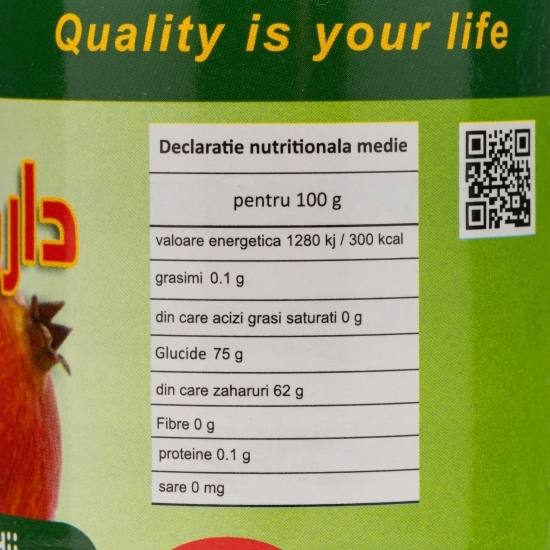 Quality is your life
Declaratie nutritionala medie
pentru 100 g
valoare energetica 1280 kj / 300 kcal
grasimi 0.1 g
din care acizi grasi saturati 0 g
Glucide 75 g
din care zaharuri 62 g
Fibre 0 g
proteine 0.1 g
sare 0 mg